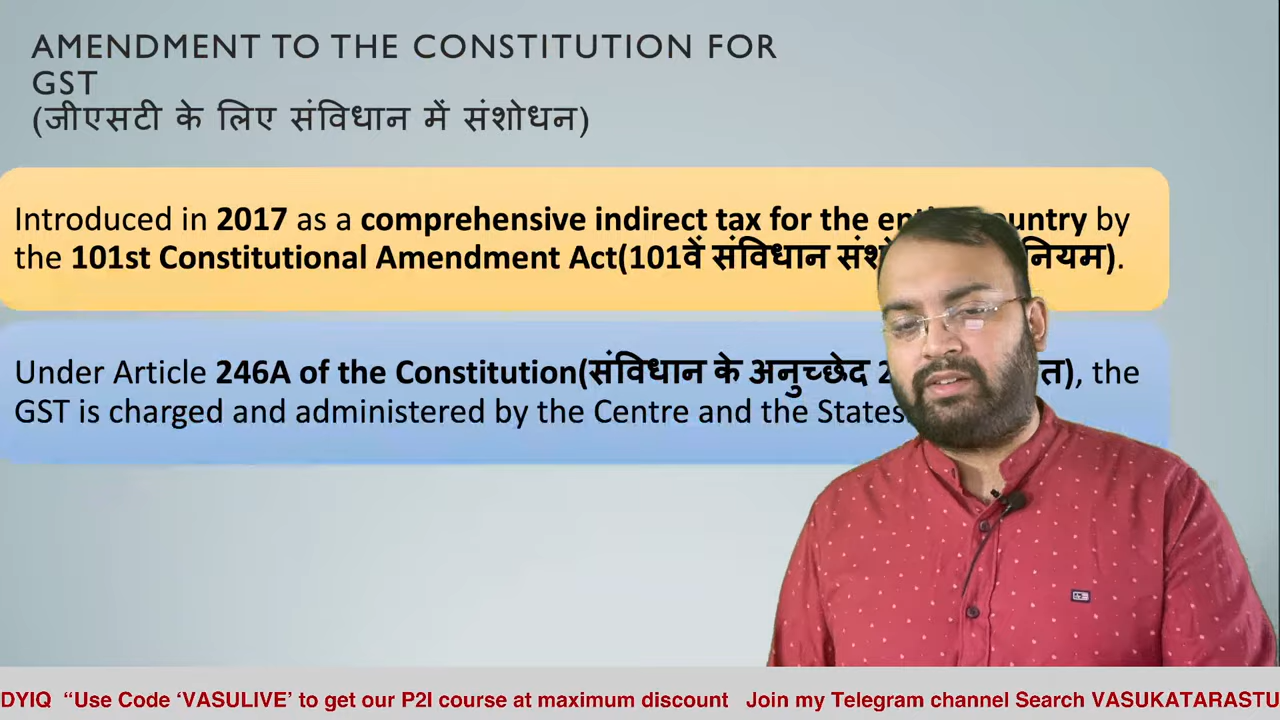 AMENDMENT TO THE CONSTITUTION FOR
GST
(जीएसटी के लिए संविधान में संशोधन)
Introduced in 2017 as a comprehensive indirect tax for the country by
the 101st Constitutional Amendment Act(101वें संविधान
Under Article 246A of the Constitution(संविधान के अनुच्छेद the
GST is charged and administered by the Centre and the States
DYIQ “Use Code ‘VASULIVE’ to get our P2I course at maximum discount Join my Telegram channel Search VASUKATARASTU